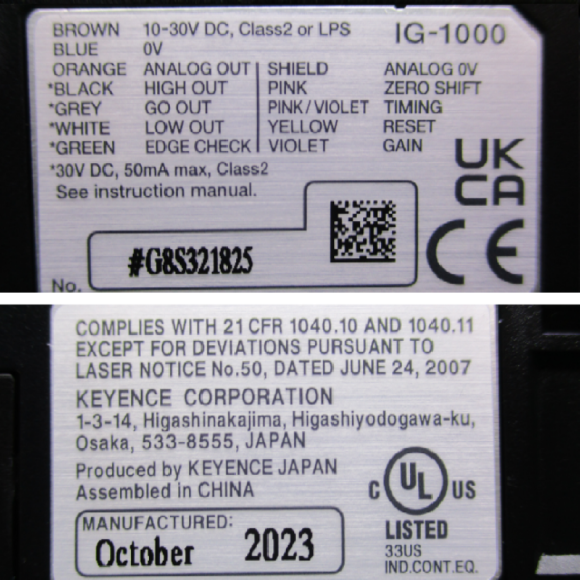 BROWN 10-30V DC, Class2 or LPS IG-1000
BLUE 0V
ORANGE ANALOG OUT SHIELD ANALOG 0V
*BLACK HIGH OUT PINK ZERO SHIFT
*GREY GO OUT PINK/VIOLET TIMING
*WHITE LOW OUT YELLOW RESET
*GREEN EDGE CHECK VIOLET GAIN
*30V DC, 50mA max, Class2
See instruction manual.
UK
CA
CE
#G8S321825
No.
COMPLIES WITH 21 CFR 1040.10 AND 1040.11
EXCEPT FOR DEVIATIONS PURSUANT TO
LASER NOTICE No.50, DATED JUNE 24, 2007
KEYENCE CORPORATION
1-3-14, Higashinakajima, Higashiyodogawa-ku,
Osaka, 533-8555, JAPAN
Produced by KEYENCE JAPAN
Assembled in CHINA
C UL US
LISTED
33US
IND.CONT.EQ.
MANUFACTURED:
October 2023